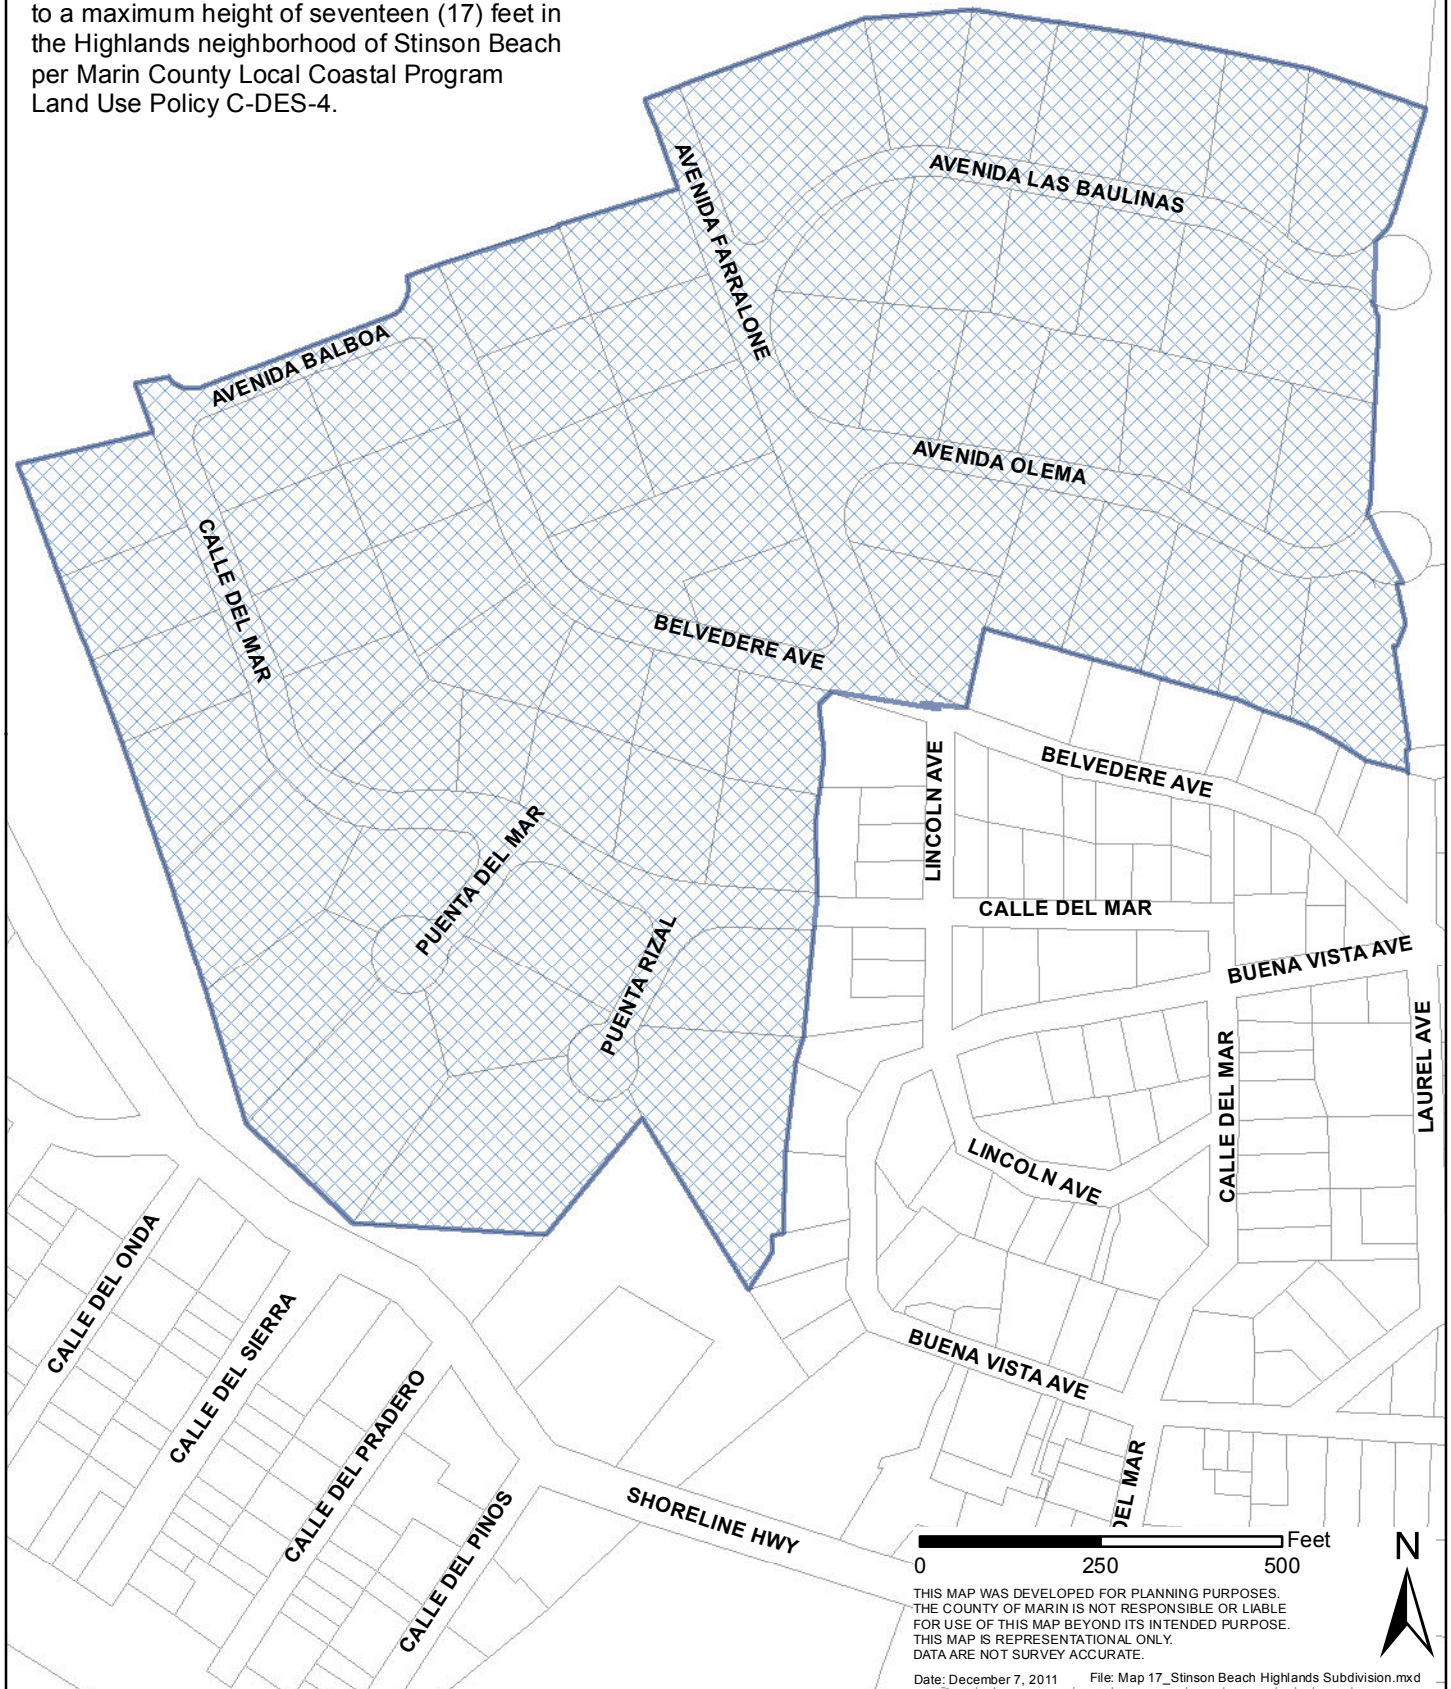 to a maximum height of seventeen (17) feet in
the Highlands neighborhood of Stinson Beach
per Marin County Local Coastal Program
Land Use Policy C-DES-4.
AVENIDA LAS BAULINAS
AVENIDA FARRALONE
AVENIDA BALBOA
AVENIDA OLEMA
CALLE DEL MAR
BELVEDERE AVE
BELVEDERE AVE
LINCOLN AVE
PUENTA DEL MAR
CALLE DEL MAR
PUENTA RIZAL
BUENA VISTA AVE
LAUREL AVE
CALLE DEL MAR
LINCOLN AVE
CALLE DEL ONDA
CALLE DEL SIERRA
BUENA VISTA AVE
CALLE DEL PRADERO
DEL MAR
CALLE DEL PINOS
SHORELINE HWY
Feet
0 250 500
N
THIS MAP WAS DEVELOPED FOR PLANNING PURPOSES.
THE COUNTY OF MARIN IS NOT RESPONSIBLE OR LIABLE
FOR USE OF THIS MAP BEYOND ITS INTENDED PURPOSE.
THIS MAP IS REPRESENTATIONAL ONLY.
DATA ARE NOT SURVEY ACCURATE.
Date: December 7, 2011 File: Map 17_Stinson Beach Highlands Subdivision.mxd